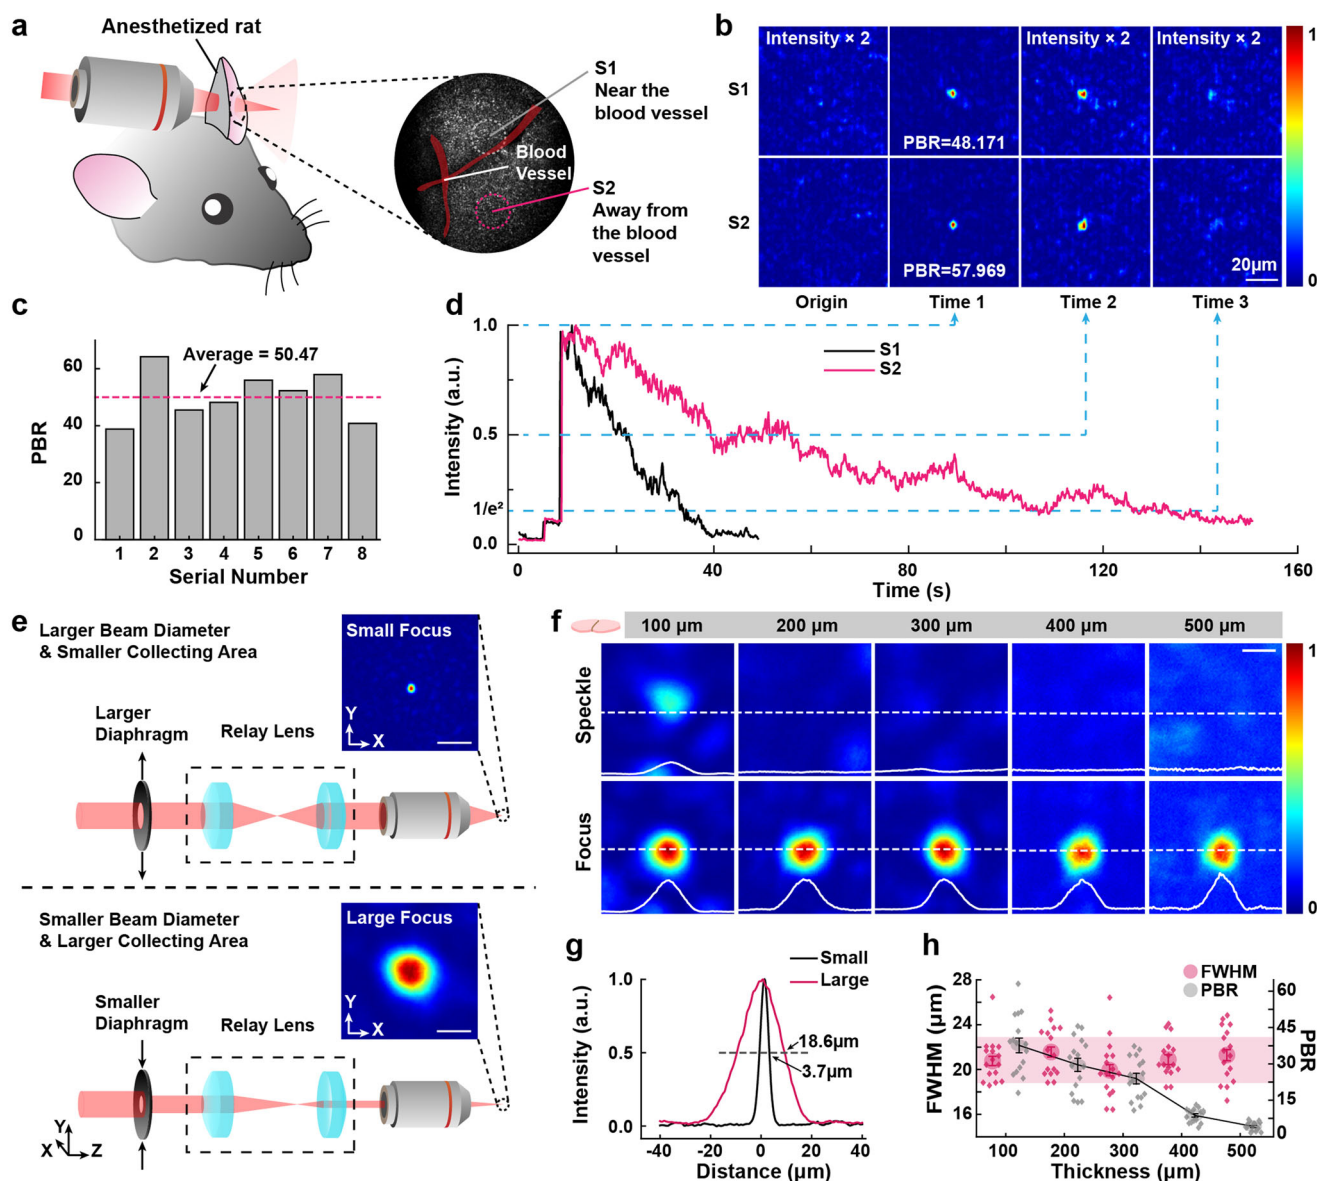 a
Anesthetized rat
S1
Near the
blood vessel
Blood
Vessel
S2
Away from
the blood
vessel
b
Intensity × 2
Intensity × 2
Intensity × 2
1
S1
PBR=48.171
S2
PBR=57.969
20μm
0
Origin
Time 1
Time 2
Time 3
c
60
40
20
0
PBR
Average = 50.47
1 2 3 4 5 6 7 8
Serial Number
d
1.0
0.5
1/e²
0.0
Intensity (a.u.)
S1
S2
0 40 80 120 160
Time (s)
e
Larger Beam Diameter
& Smaller Collecting Area
Small Focus
Y
X
Larger
Diaphragm
Relay Lens
Smaller Beam Diameter
& Larger Collecting Area
Large Focus
Y
X
Smaller
Diaphragm
Relay Lens
Y
X
Z
f
100 μm 200 μm 300 μm 400 μm 500 μm
Speckle
Focus
1
0
g
Small
Large
1.0
0.5
0.0
Intensity (a.u.)
18.6μm
3.7μm
-40 -20 0 20 40
Distance (μm)
h
FWHM
PBR
28
26
24
22
20
18
16
FWHM (μm)
60
45
30
15
0
PBR
100 200 300 400 500
Thickness (μm)